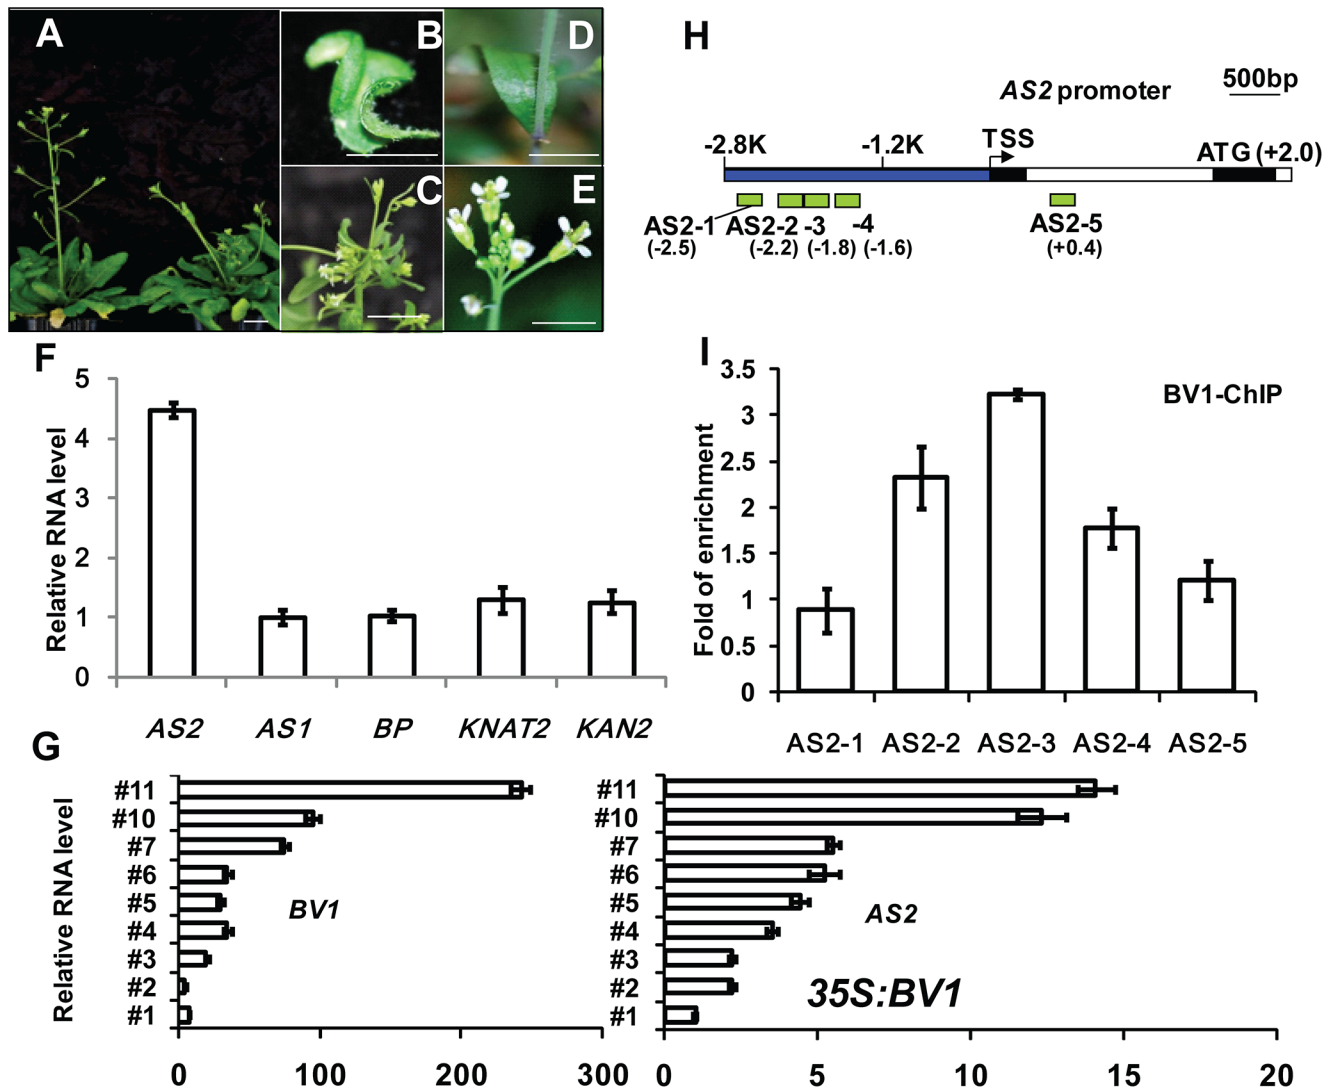 A
B
D
C
E
H
AS2 promoter
500bp
-2.8K
-1.2K
TSS
ATG (+2.0)
AS2-1 AS2-2 -3 -4 AS2-5
(-2.5) (-2.2) (-1.8) (-1.6) (+0.4)
F
Relative RNA level
5
4
3
2
1
0
AS2 AS1 BP KNAT2 KAN2
I
BV1-ChIP
Fold of enrichment
3.5
3
2.5
2
1.5
1
0.5
0
AS2-1 AS2-2 AS2-3 AS2-4 AS2-5
G
Relative RNA level
#11
#10
#7
#6
#5
#4
#3
#2
#1
BV1
0 100 200 300
#11
#10
#7
#6
#5
#4
#3
#2
#1
AS2
35S:BV1
0 5 10 15 20